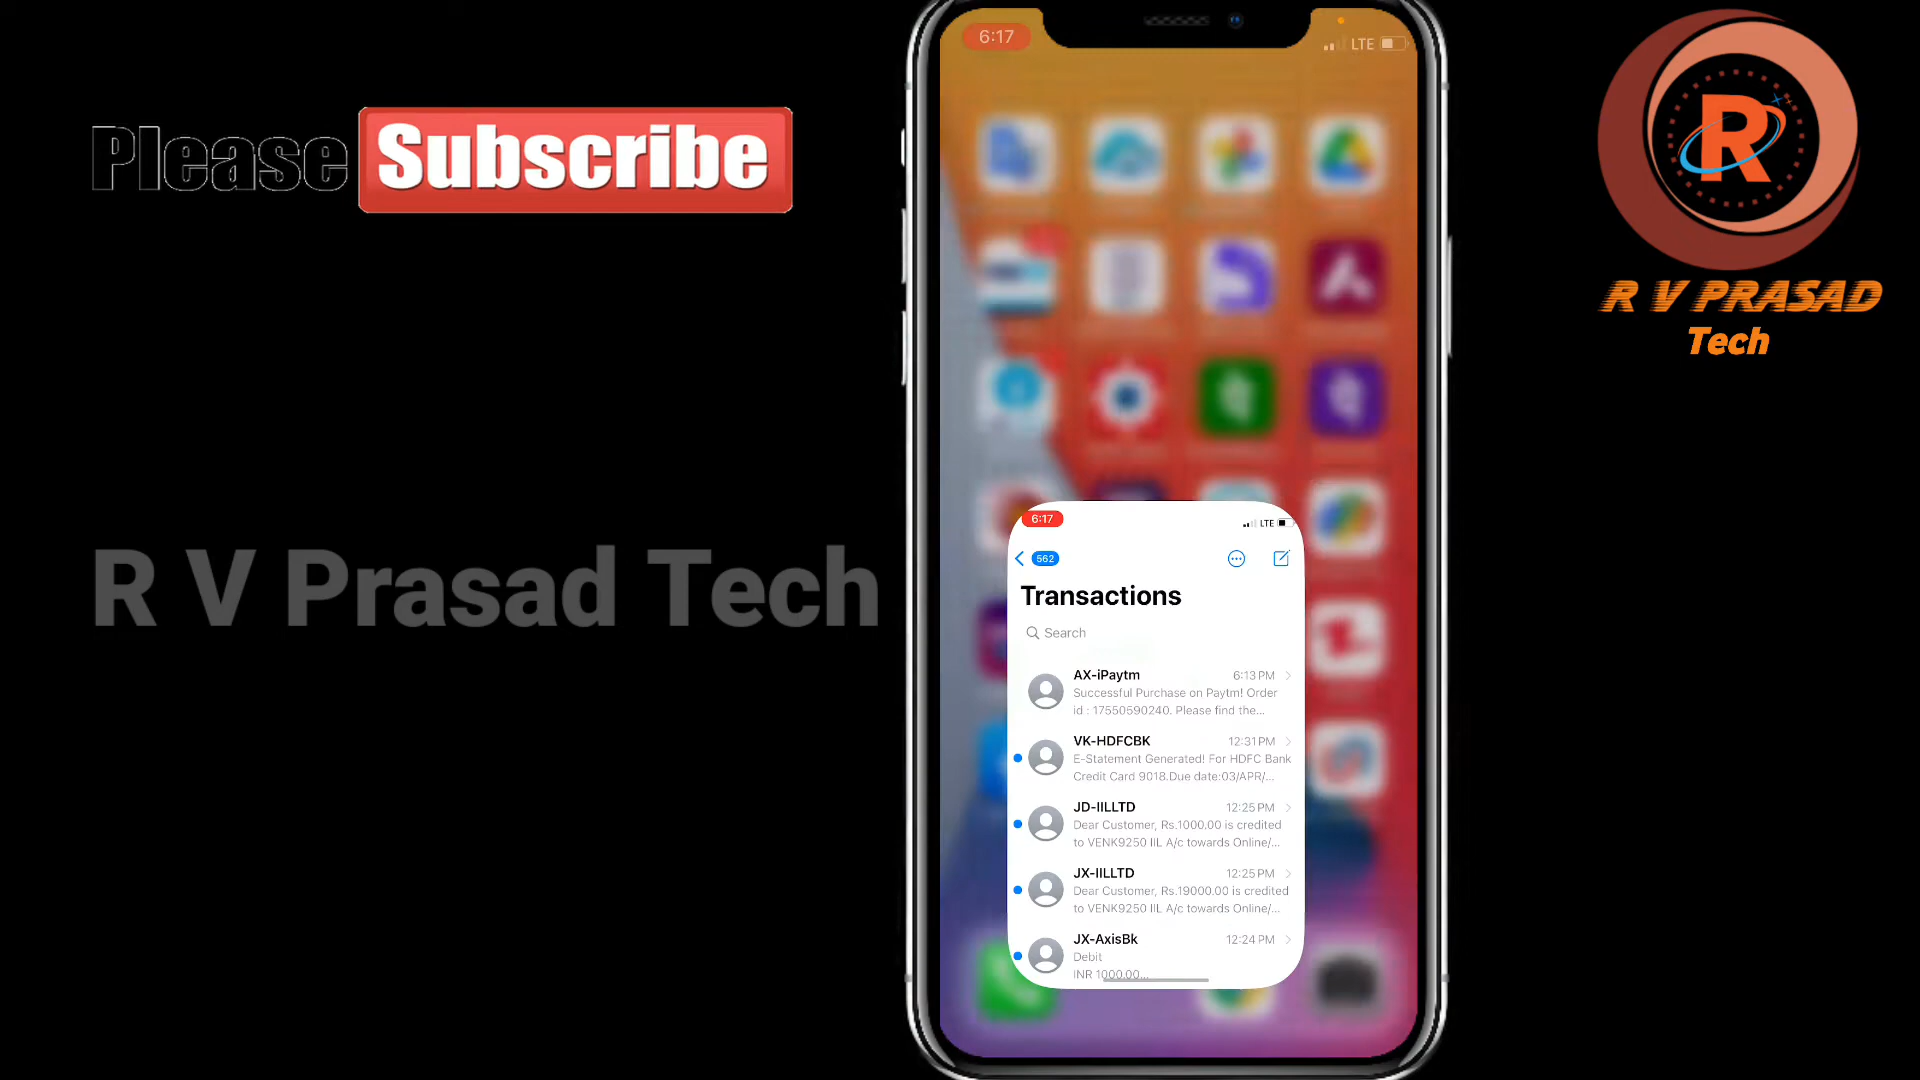 Please Subscribe
R V PRASAD
Tech
R V Prasad Tech
6:17
LTE
6:17
LTE
562
Transactions
Search
AX-iPaytm 6:13 PM
Successful Purchase on Paytm! Order
id : 17550590240. Please find the...
VK-HDFCBK 12:31 PM
E-Statement Generated! For HDFC Bank
Credit Card 9018.Due date:03/APR/...
JD-IILLTD 12:25 PM
Dear Customer, Rs.1000.00 is credited
to VENK9250 IIL A/c towards Online/...
JX-IILLTD 12:25 PM
Dear Customer, Rs.19000.00 is credited
to VENK9250 IIL A/c towards Online/...
JX-AxisBk 12:24 PM
Debit
INR 1000.00...